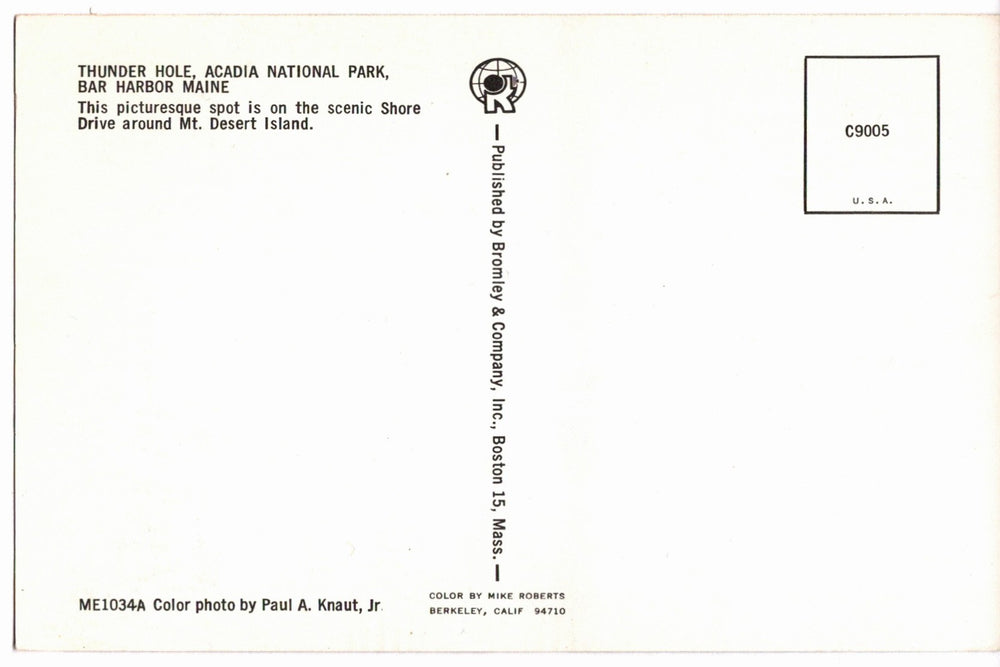 THUNDER HOLE, ACADIA NATIONAL PARK,
BAR HARBOR MAINE
This picturesque spot is on the scenic Shore
Drive around Mt. Desert Island.
ME1034A Color photo by Paul A. Knaut, Jr.
— Published by Bromley & Company, Inc., Boston 15, Mass. —
COLOR BY MIKE ROBERTS
BERKELEY, CALIF 94710
C9005
U.S.A.